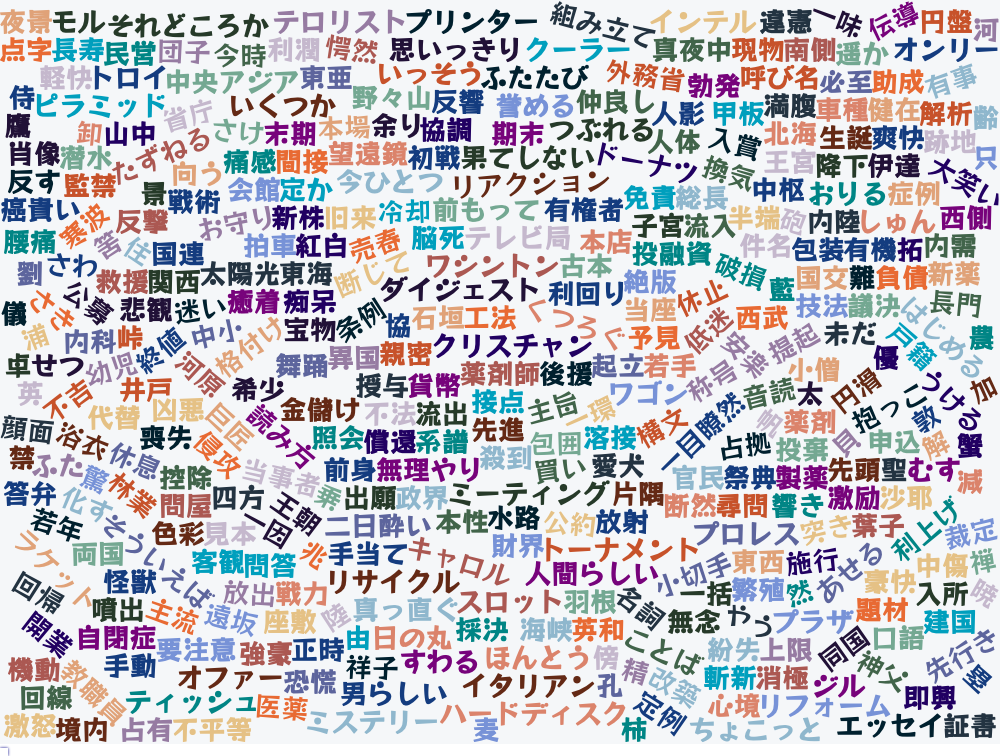 夜景 モル それどころか テロリスト プリンター 組み立て インテル 違憲 一味 伝導 円盤 河
点字 長寿 民営 団子 今時 利潤 愕然 思いっきり クーラー 真夜中 現物 南側 遥か オンリー
軽快 トロイ 中央アジア 東亜 いっそう ふたたび 外務省 勃発 呼び名 必至 助成 有事
侍 ピラミッド 省庁 いくつか 野々山 反響 誉める 仲良し 人影 甲板 満腹 車種 健在 解析 齢
鷹 卸 山中 さけ 末期 本場 余り 協調 期末 つぶれる 人体 入賞 北海 生誕 爽快 跡地 只
肖像 潜水 たずねる 痛感 間接 望遠鏡 初戦 果てしない ドーナツ 換気 王宮 降下 伊達 大笑い
反す 監禁 景 向う 戦術 会館 定か 今ひとつ リアクション 免責 総長 中枢 おりる 症例
癌 貴い 寒波 反撃 お守り 新株 旧来 冷却 前もって 有権者 子宮 流入 半端 砲 内陸 しゅん 西側
腰痛 筈 住 国連 拍車 紅白 売春 脳死 テレビ局 本店 投融資 件名 包装 有機 拓 内需
劉 さわ 救援 関西 太陽光 東海 断じて ワシントン 古本 絶版 破損 藍 国交 難 負債 新薬
儀 さき 公募 悲観 迷い 癒着 痴呆 ダイジェスト 利回り 当座 休止 技法 議決 はじめる 長門
浦 内科 峠 終値 中小 格付け 宝物 条例 協 石垣 工法 くつろぐ 予見 低迷 西武 未だ 戸籍 農
卓 せつ 幼児 河原 舞踊 異国 親密 クリスチャン 薬剤師 後援 起立 若手 安楽 提起 小僧 優
英 不吉 井戸 希少 授与 貨幣 接点 主旨 ワゴン 称号 音読 太 円滑 うける 加
代替 凶悪 巨匠 読み方 金儲け 不法 流出 先進 一環 構文 一目瞭然 薬剤 抱っこ 敦
顔面 浴衣 喪失 侵攻 照会 償還 系譜 包囲 溶接 占拠 投棄 貝 申込 解 蟹
禁 ふた 驚 休息 控除 当事者 前身 無理やり 殺到 買い 愛犬 官民 祭典 製薬 先頭 聖 むす 減
答弁 化す 林業 問屋 四方 王朝 乗 出願 政界 ミーティング 片隅 断然 尋問 響き 激励 沙耶
若年 そういえば 色彩 見本 一因 二日酔い 本性 水路 公約 放射 プロレス 突き 葉子 利上げ 裁定
ラケット 両国 客観 問答 兆 手当て キャロル 財界 トーナメント 小切手 東西 施行 あせる 中傷 禅
回帰 怪獣 放出 戦力 リサイクル 人間らしい 一括 繁殖 然 豪快 入所 暁
開業 噴出 主流 遠坂 座敷 陸 真っ直ぐ スロット 羽根 名詞 無念 やつ プラザ 題材 建国
自閉症 要注意 強豪 正時 由 日の丸 採決 海峡 英和 ことば 紛失 上限 同国 口語 先行き
機動 教職員 手動 オファー 恐慌 祥子 すわる ほんとう 傍 精 改築 斬新 消極 ジル 神父 塁
回線 ティッシュ 医薬 男らしい イタリアン 孔 定例 心境 リフォーム 即興
激怒 境内 占有 不平等 ミステリー ハードディスク 麦 柿 ちょこっと エッセイ 証書